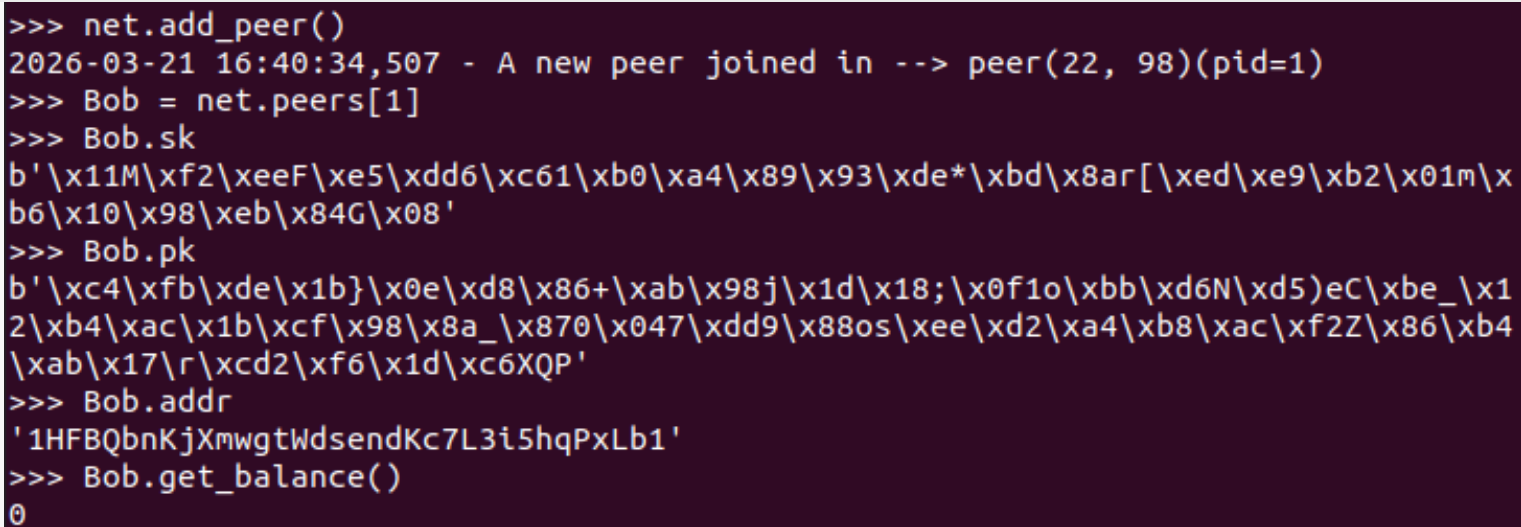 >>> net.add_peer()
2026-03-21 16:40:34,507 - A new peer joined in --> peer(22, 98)(pid=1)
>>> Bob = net.peers[1]
>>> Bob.sk
b'\x11M\xf2\xeeF\xe5\xdd6\xc61\xb0\xa4\x89\x93\xde*\xbd\x8ar[\xed\xe9\xb2\x01m\x
b6\x10\x98\xeb\x84G\x08'
>>> Bob.pk
b'\xc4\xfb\xde\x1b}\x0e\xd8\x86+\xab\x98j\x1d\x18;\x0f1o\xbb\xd6N\xd5)eC\xbe_\x1
2\xb4\xac\x1b\xcf\x98\x8a_\x870\x047\xdd9\x88os\xee\xd2\xa4\xb8\xac\xf2Z\x86\xb4
\xab\x17\r\xcd2\xf6\x1d\xc6XQP'
>>> Bob.addr
'1HFBQbnKjXmwgtWdsendKc7L3i5hqPxLb1'
>>> Bob.get_balance()
0